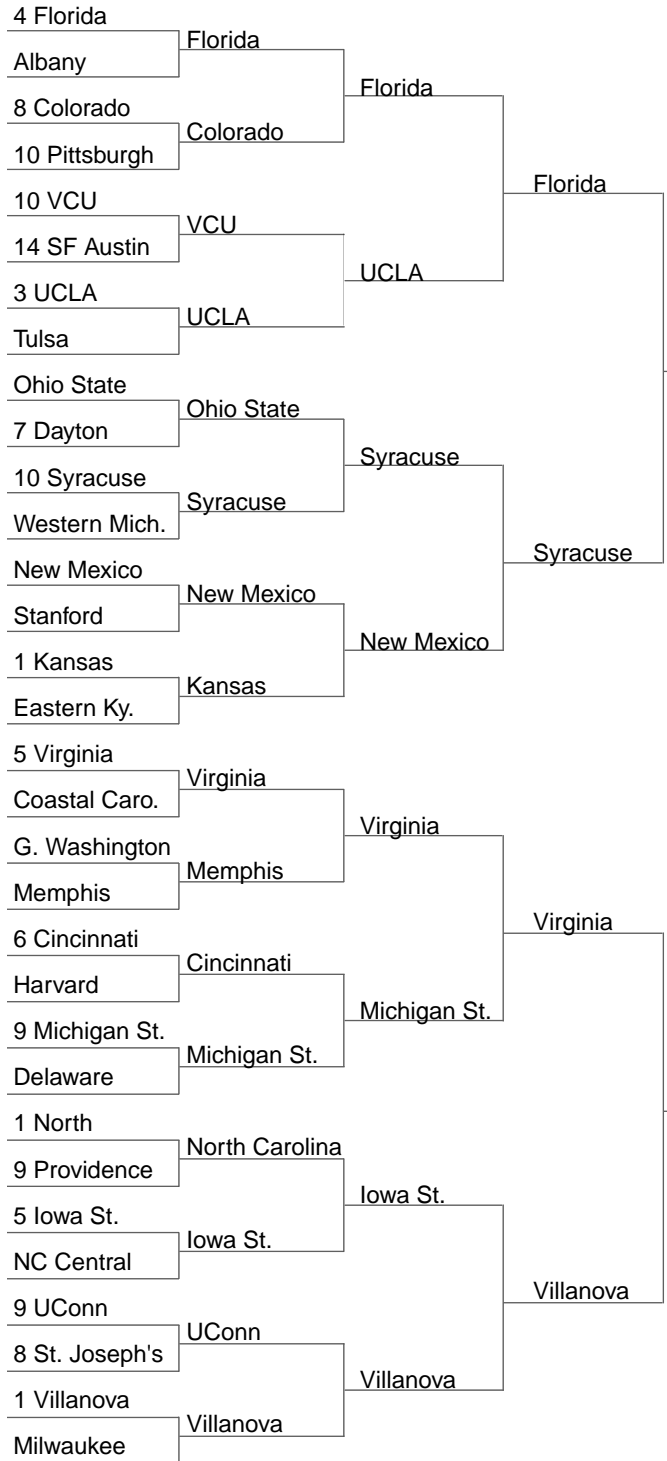 4 Florida
Florida
Albany
Florida
8 Colorado
Colorado
10 Pittsburgh
Florida
10 VCU
VCU
14 SF Austin
UCLA
3 UCLA
UCLA
Tulsa
Ohio State
Ohio State
7 Dayton
Syracuse
10 Syracuse
Syracuse
Western Mich.
Syracuse
New Mexico
New Mexico
Stanford
New Mexico
1 Kansas
Kansas
Eastern Ky.
5 Virginia
Virginia
Coastal Caro.
Virginia
G. Washington
Memphis
Memphis
Virginia
6 Cincinnati
Cincinnati
Harvard
Michigan St.
9 Michigan St.
Michigan St.
Delaware
1 North
North Carolina
9 Providence
Iowa St.
5 Iowa St.
Iowa St.
NC Central
Villanova
9 UConn
UConn
8 St. Joseph's
Villanova
1 Villanova
Villanova
Milwaukee